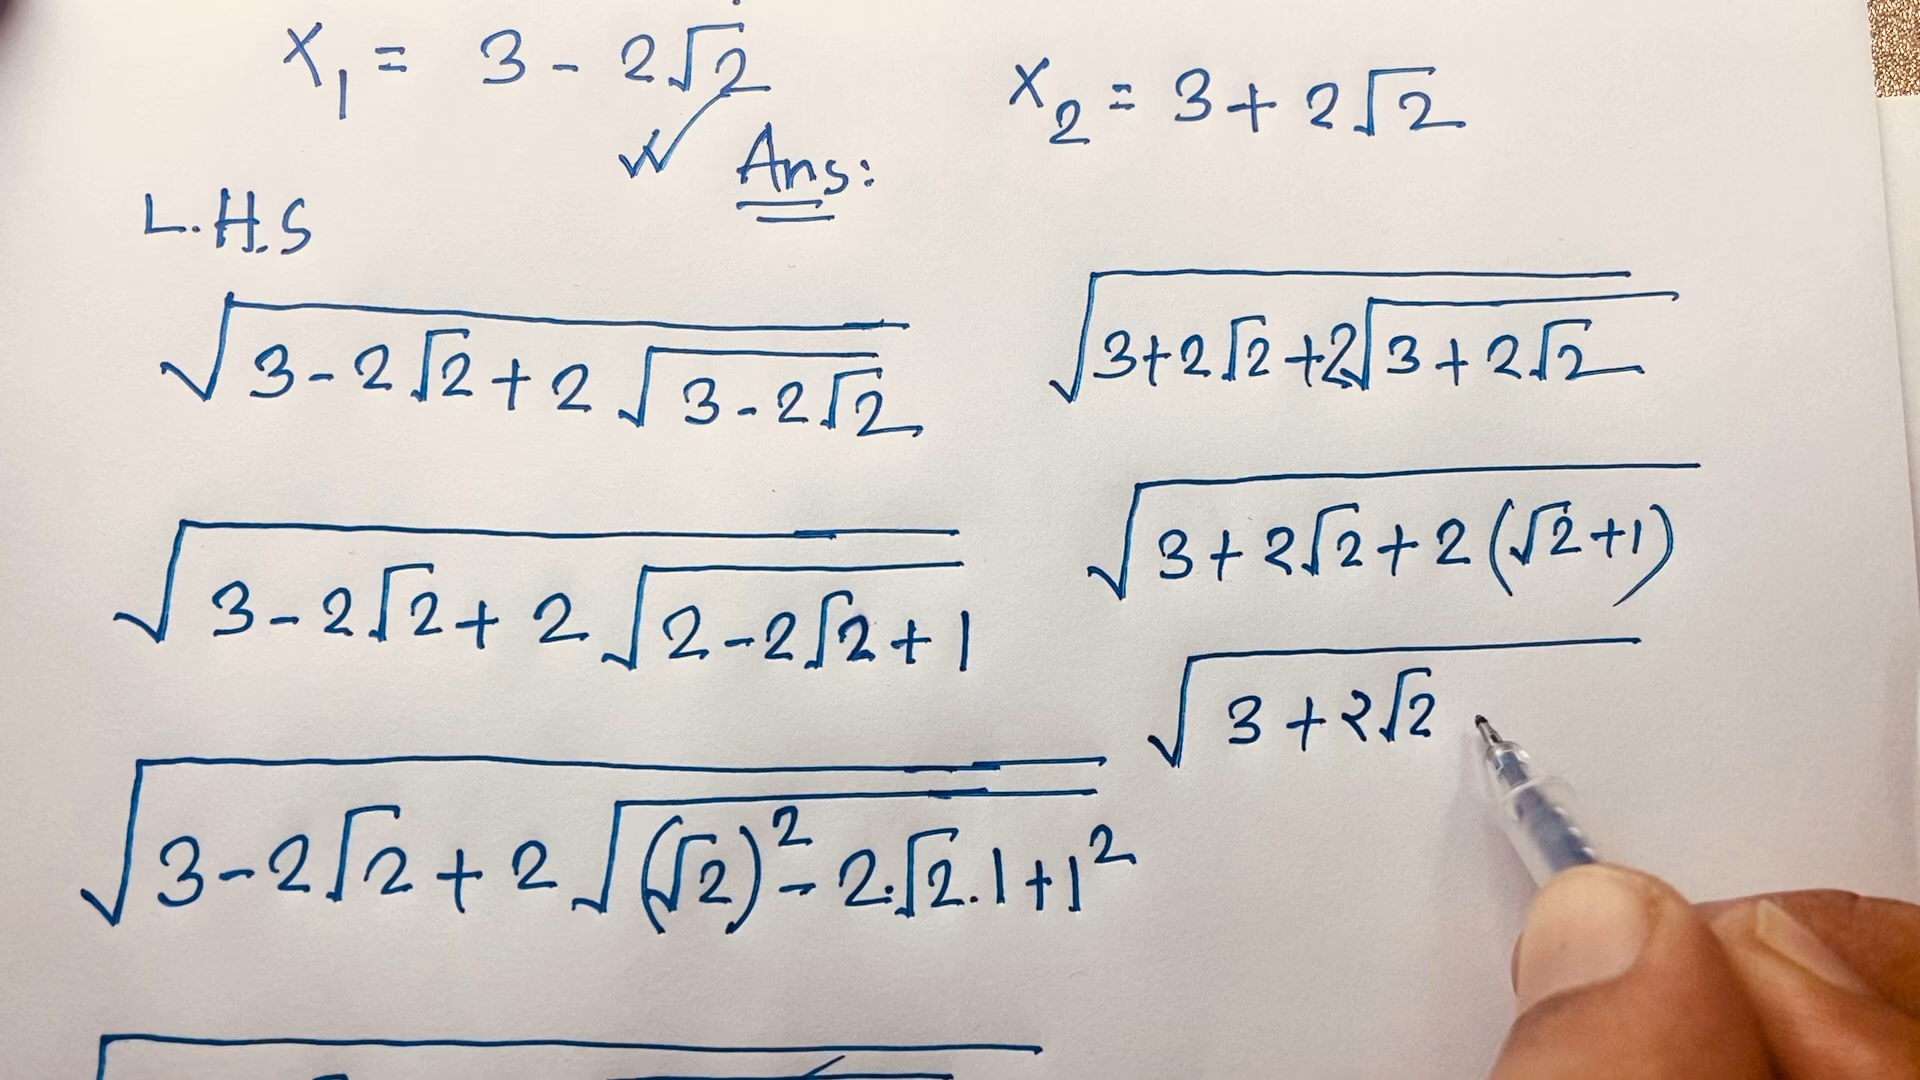 x₁ = 3 - 2√2
Ans:
L.H.S
√(3 - 2√2 + 2√(3 - 2√2))
√(3 - 2√2 + 2√(2 - 2√2 + 1))
√(3 - 2√2 + 2√((√2)² - 2.√2.1 + 1²))
x₂ = 3 + 2√2
√(3 + 2√2 + 2√(3 + 2√2))
√(3 + 2√2 + 2(√2 + 1))
√(3 + 2√2